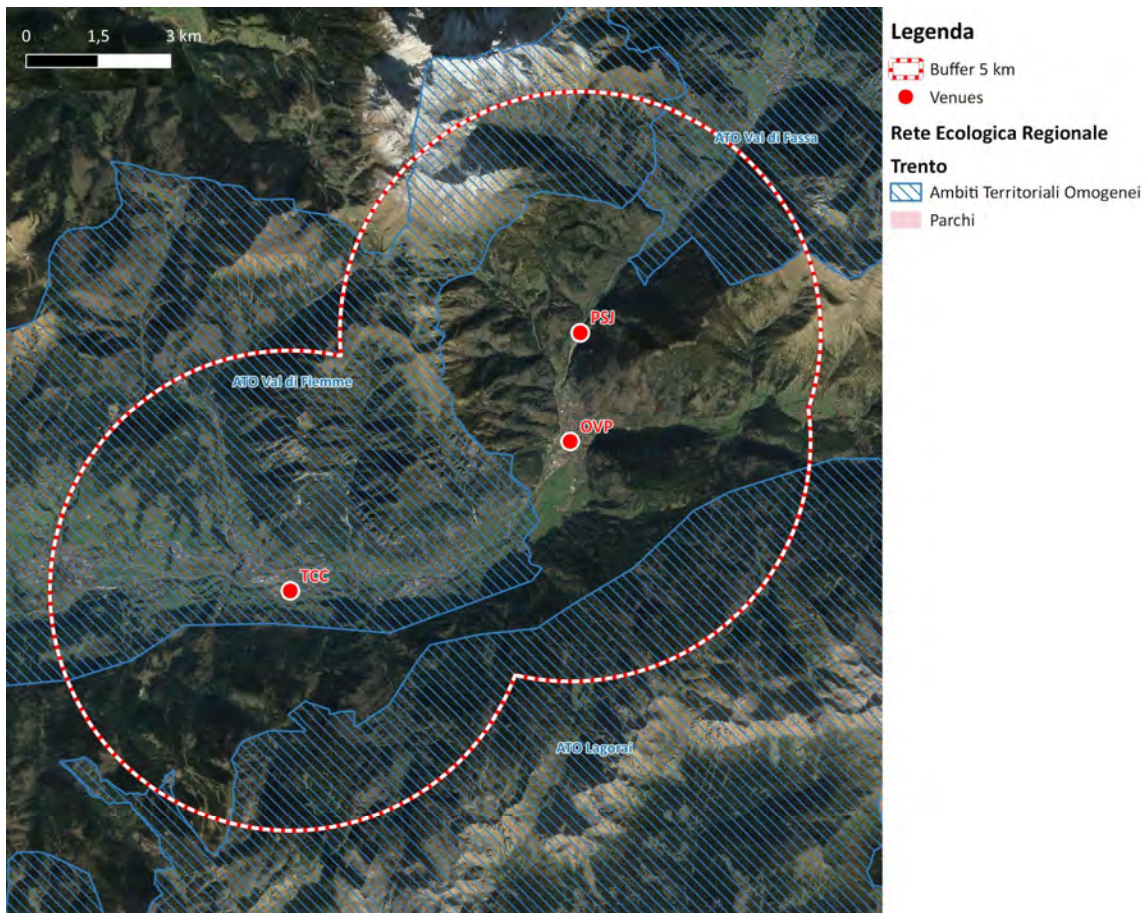 0 1,5 3 km
ATO Val di Fassa
PSJ
ATO Val di Fiemme
OVP
TCC
ATO Lagorai
Legenda
Buffer 5 km
Venues
Rete Ecologica Regionale
Trento
Ambiti Territoriali Omogenei
Parchi